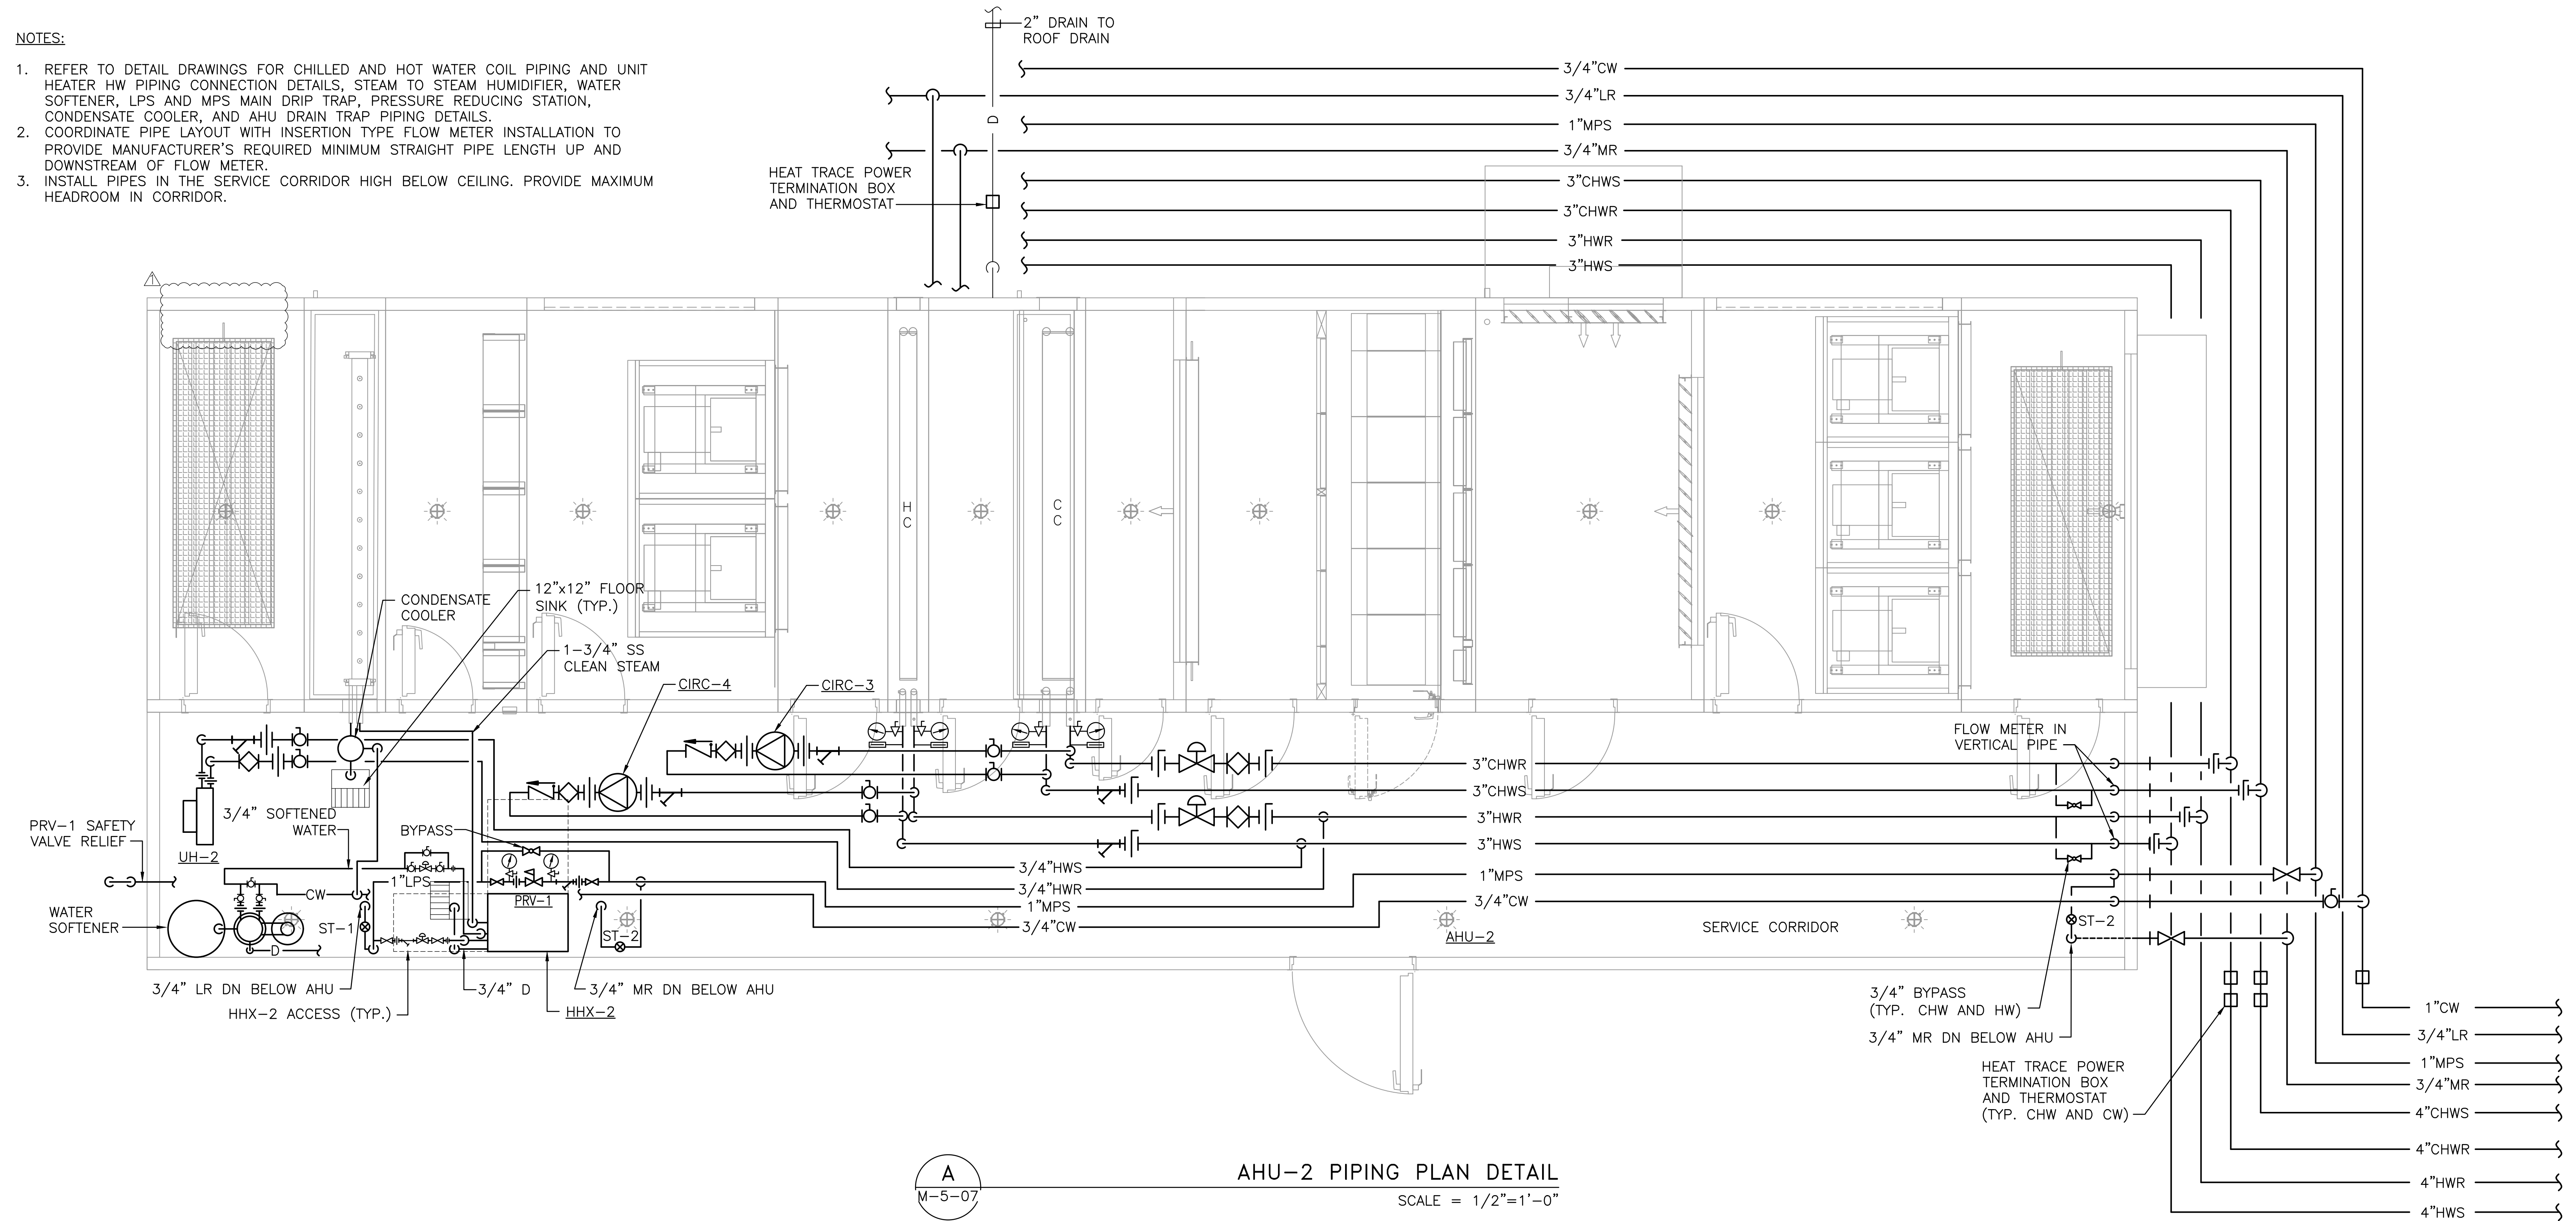 NOTES:
1. REFER TO DETAIL DRAWINGS FOR CHILLED AND HOT WATER COIL PIPING AND UNIT
HEATER HW PIPING CONNECTION DETAILS, STEAM TO STEAM HUMIDIFIER, WATER
SOFTENER, LPS AND MPS MAIN DRIP TRAP, PRESSURE REDUCING STATION,
CONDENSATE COOLER, AND AHU DRAIN TRAP PIPING DETAILS.
2. COORDINATE PIPE LAYOUT WITH INSERTION TYPE FLOW METER INSTALLATION TO
PROVIDE MANUFACTURER'S REQUIRED MINIMUM STRAIGHT PIPE LENGTH UP AND
DOWNSTREAM OF FLOW METER.
3. INSTALL PIPES IN THE SERVICE CORRIDOR HIGH BELOW CEILING. PROVIDE MAXIMUM
HEADROOM IN CORRIDOR.
2" DRAIN TO
ROOF DRAIN
D
HEAT TRACE POWER
TERMINATION BOX
AND THERMOSTAT
3/4"CW
3/4"LR
1"MPS
3/4"MR
3"CHWS
3"CHWR
3"HWR
3"HWS
1
H
C
C
C
CONDENSATE
COOLER
12"x12" FLOOR
SINK (TYP.)
1-3/4" SS
CLEAN STEAM
CIRC-4
CIRC-3
FLOW METER IN
VERTICAL PIPE
3"CHWR
3"CHWS
3"HWR
3"HWS
1"MPS
3/4"CW
3/4"HWS
3/4"HWR
1"MPS
3/4"CW
3/4" SOFTENED
WATER
BYPASS
PRV-1 SAFETY
VALVE RELIEF
UH-2
1"LPS
CW
PRV-1
WATER
SOFTENER
ST-1
ST-2
D
AHU-2
SERVICE CORRIDOR
ST-2
3/4" LR DN BELOW AHU
3/4" D
3/4" MR DN BELOW AHU
HHX-2 ACCESS (TYP.)
HHX-2
3/4" BYPASS
(TYP. CHW AND HW)
3/4" MR DN BELOW AHU
HEAT TRACE POWER
TERMINATION BOX
AND THERMOSTAT
(TYP. CHW AND CW)
1"CW
3/4"LR
1"MPS
3/4"MR
4"CHWS
4"CHWR
4"HWR
4"HWS
A
M-5-07
AHU-2 PIPING PLAN DETAIL
SCALE = 1/2"=1'-0"